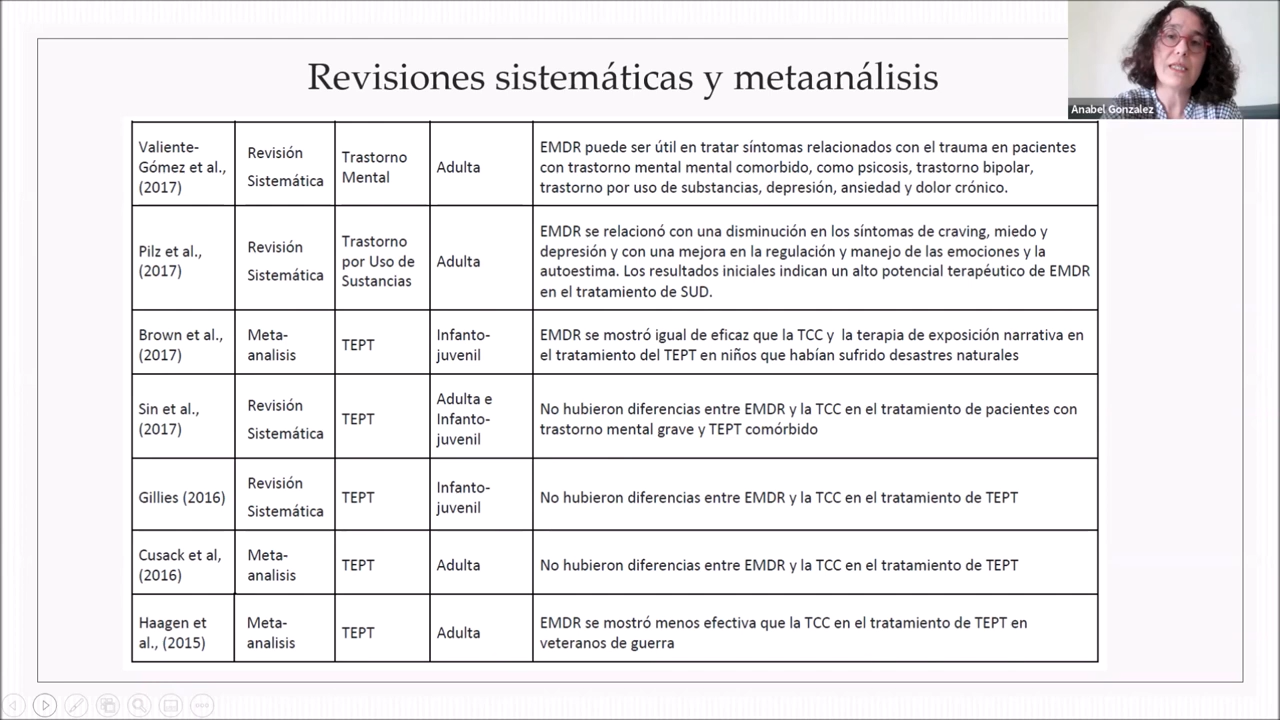 Revisiones sistemáticas y metaanálisis
Anabel Gonzalez
Valiente-
Gómez et al.,
(2017)
Revisión
Sistemática
Trastorno
Mental
Adulta
EMDR puede ser útil en tratar síntomas relacionados con el trauma en pacientes
con trastorno mental mental comorbido, como psicosis, trastorno bipolar,
trastorno por uso de substancias, depresión, ansiedad y dolor crónico.
Pilz et al.,
(2017)
Revisión
Sistemática
Trastorno
por Uso de
Sustancias
Adulta
EMDR se relacionó con una disminución en los síntomas de craving, miedo y
depresión y con una mejora en la regulación y manejo de las emociones y la
autoestima. Los resultados iniciales indican un alto potencial terapéutico de EMDR
en el tratamiento de SUD.
Brown et al.,
(2017)
Meta-
analisis
TEPT
Infanto-
juvenil
EMDR se mostró igual de eficaz que la TCC y la terapia de exposición narrativa en
el tratamiento del TEPT en niños que habían sufrido desastres naturales
Sin et al.,
(2017)
Revisión
Sistemática
TEPT
Adulta e
Infanto-
juvenil
No hubieron diferencias entre EMDR y la TCC en el tratamiento de pacientes con
trastorno mental grave y TEPT comórbido
Gillies (2016)
Revisión
Sistemática
TEPT
Infanto-
juvenil
No hubieron diferencias entre EMDR y la TCC en el tratamiento de TEPT
Cusack et al,
(2016)
Meta-
analisis
TEPT
Adulta
No hubieron diferencias entre EMDR y la TCC en el tratamiento de TEPT
Haagen et
al., (2015)
Meta-
analisis
TEPT
Adulta
EMDR se mostró menos efectiva que la TCC en el tratamiento de TEPT en
veteranos de guerra